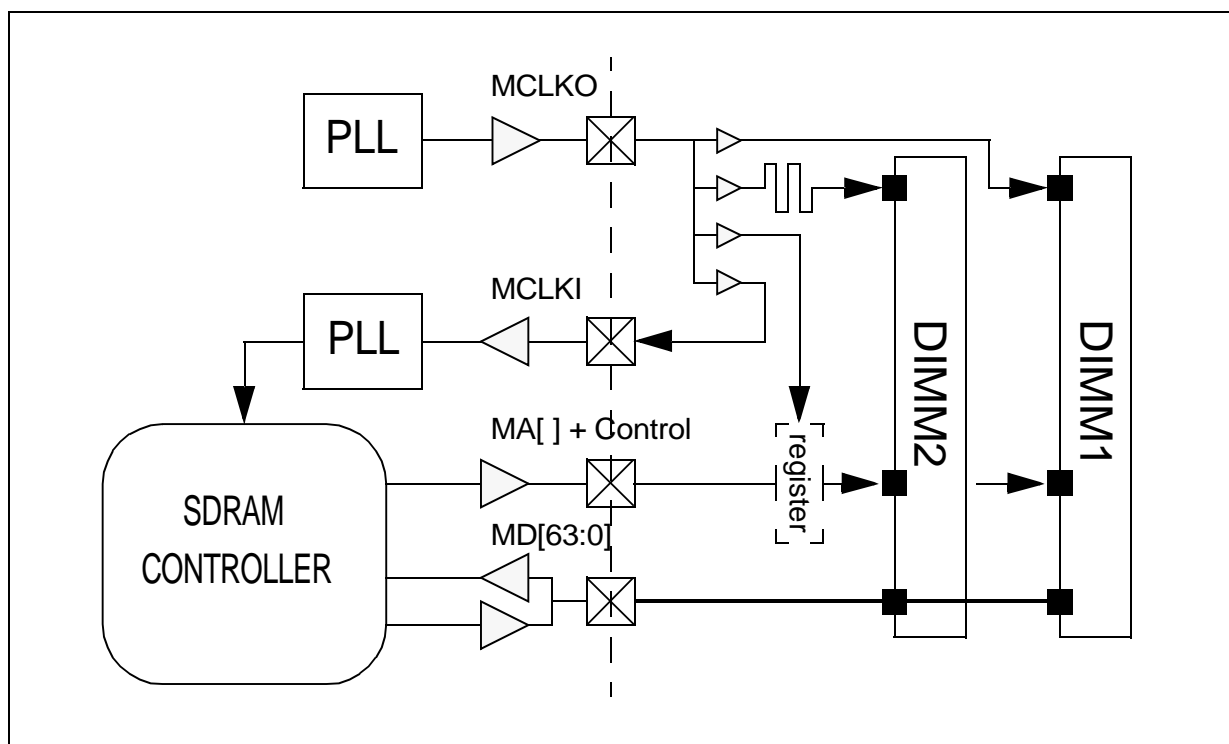 MCLKO
PLL
MCLKI
PLL
DIMM2
DIMM1
MA[ ] + Control
register
SDRAM
CONTROLLER
MD[63:0]